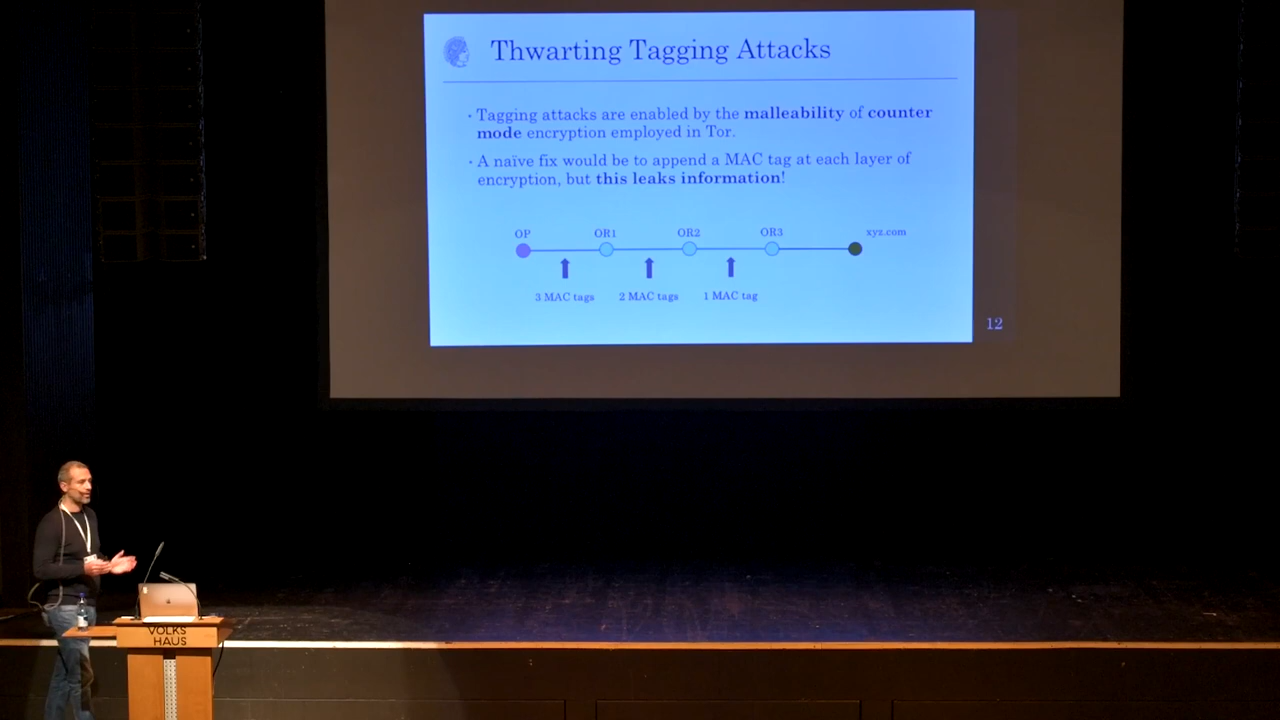 Thwarting Tagging Attacks
· Tagging attacks are enabled by the malleability of counter
mode encryption employed in Tor.
· A naïve fix would be to append a MAC tag at each layer of
encryption, but this leaks information!
OP OR1 OR2 OR3 xyz.com
3 MAC tags 2 MAC tags 1 MAC tag
12
VOLKS
HAUS